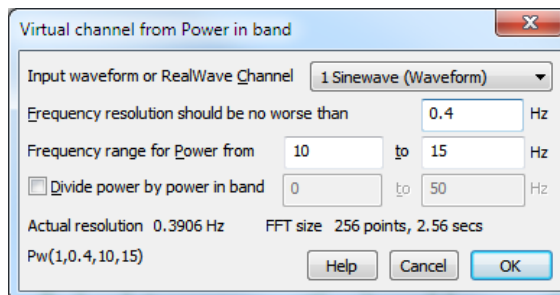 Virtual channel from Power in band
Input waveform or RealWave Channel 1 Sinewave (Waveform)
Frequency resolution should be no worse than 0.4 Hz
Frequency range for Power from 10 to 15 Hz
Divide power by power in band 0 to 50 Hz
Actual resolution 0.3906 Hz FFT size 256 points, 2.56 secs
Pw(1,0.4,10,15)
Help Cancel OK